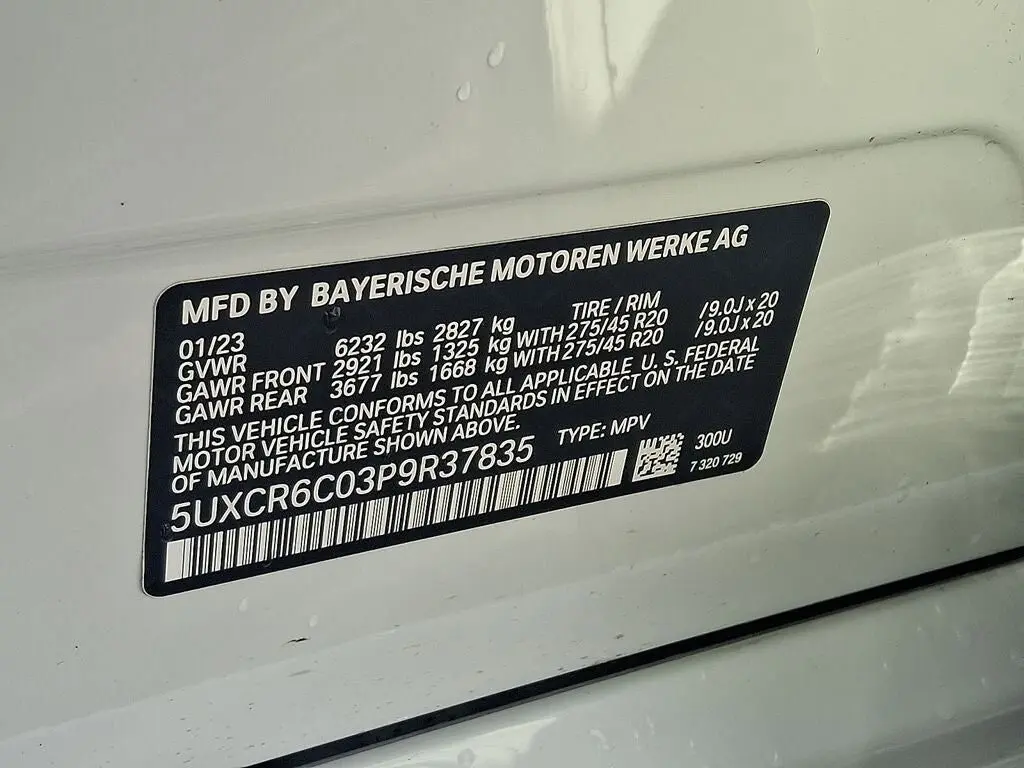 MFD BY BAYERISCHE MOTOREN WERKE AG
01/23 TIRE / RIM
GVWR 6232 lbs 2827 kg
GAWR FRONT 2921 lbs 1325 kg WITH 275/45 R20 /9.0J x 20
GAWR REAR 3677 lbs 1668 kg WITH 275/45 R20 /9.0J x 20
THIS VEHICLE CONFORMS TO ALL APPLICABLE U. S. FEDERAL
MOTOR VEHICLE SAFETY STANDARDS IN EFFECT ON THE DATE
OF MANUFACTURE SHOWN ABOVE.
5UXCR6C03P9R37835 TYPE: MPV
300U
7 320 729